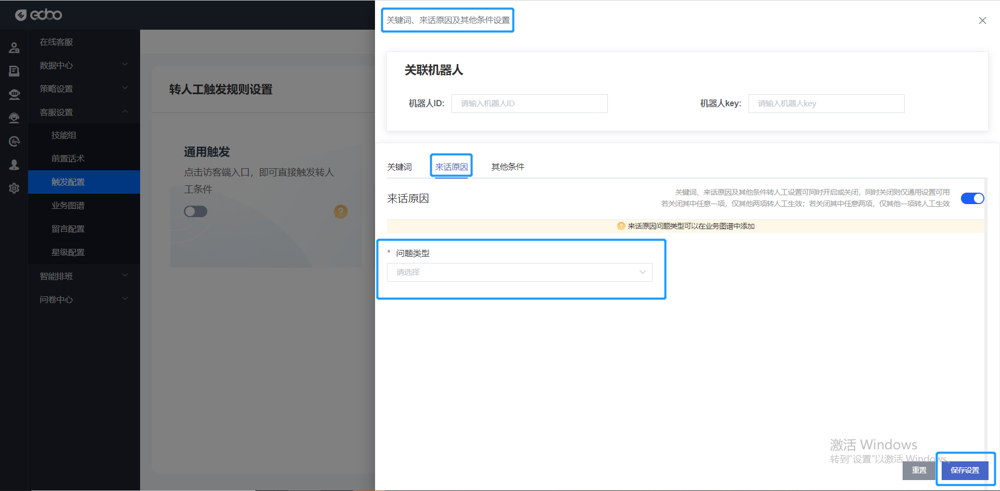 edbo
在线客服
数据中心
策略设置
客服设置
技能组
前置话术
触发配置
业务图谱
留言配置
星级配置
智能排班
问卷中心
转人工触发规则设置
通用触发
点击访客端入口，即可直接触发转人
工条件
关键词、来话原因及其他条件设置
关联机器人
机器人ID:
请输入机器人ID
机器人key:
请输入机器人key
关键词
来话原因
其他条件
来话原因
关键词、来话原因及其他条件转人工设置可同时开启或关闭，同时关闭则仅通用设置可用
若关闭其中任意一项，仅其他两项转人工生效；若关闭其中任意两项，仅其他一项转人工生效
来话原因问题类型可以在业务图谱中添加
* 问题类型
请选择
激活 Windows
转到“设置”以激活 Windows。
重置
保存设置